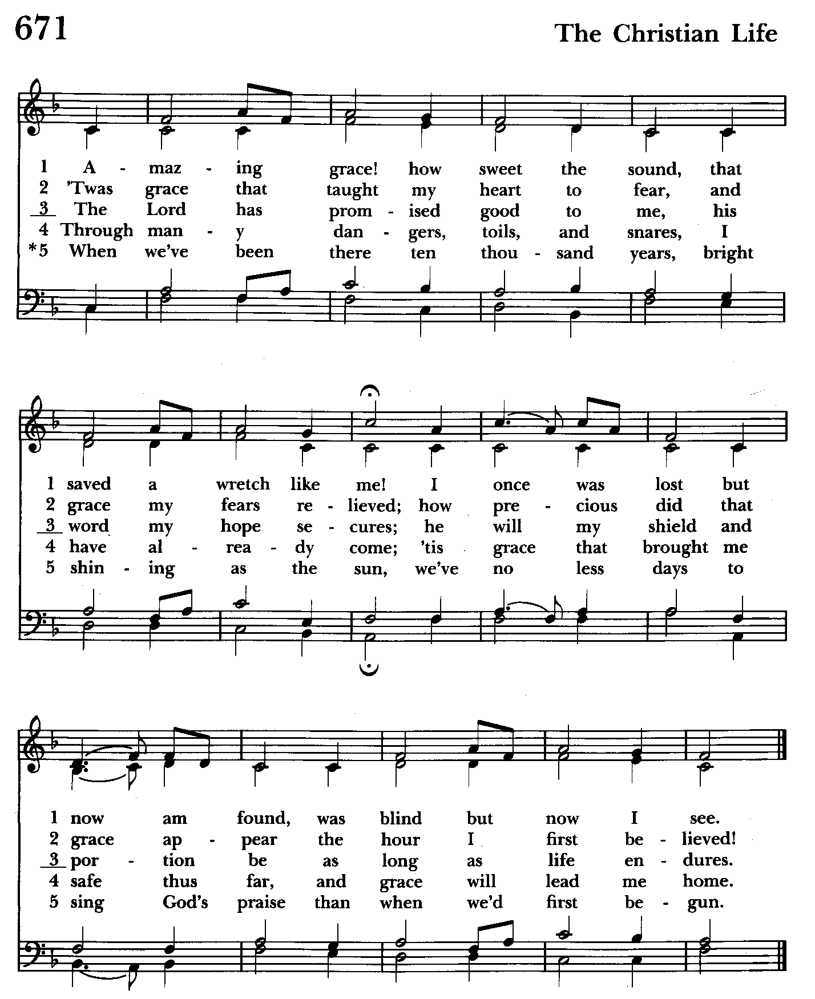 671
The Christian Life
1 A - maz - ing grace! how sweet the sound, that
2 'Twas grace that taught my heart to fear, and
3 The Lord has prom - ised good to me, his
4 Through man - y dan - gers, toils, and snares, I
*5 When we've been there ten thou - sand years, bright
1 saved a wretch like me! I once was lost but
2 grace my fears re - lieved; how pre - cious did that
3 word my hope se - cures; he will my shield and
4 have al - rea - dy come; 'tis grace that brought me
5 shin - ing as the sun, we've no less days to
1 now am found, was blind but now I see.
2 grace ap - pear the hour I first be - lieved!
3 por - tion be as long as life en - dures.
4 safe thus far, and grace will lead me home.
5 sing God's praise than when we'd first be - gun.